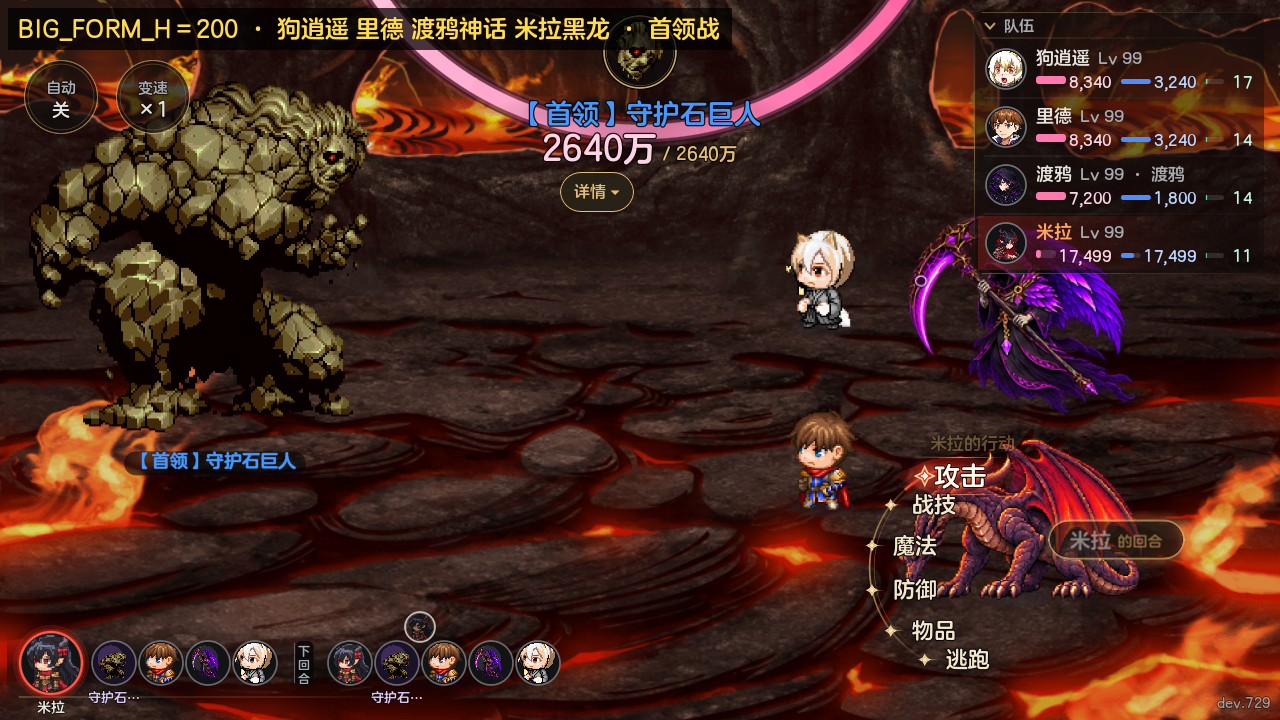 BIG_FORM_H=200 · 狗逍遥 里德 渡鸦神话 米拉黑龙 · 首领战
自动
关
变速
×1
【首领】守护石巨人
2640万 / 2640万
详情
队伍
狗逍遥 Lv 99
8,340 3,240 17
里德 Lv 99
8,340 3,240 14
渡鸦 Lv 99 · 渡鸦
7,200 1,800 14
米拉 Lv 99
17,499 17,499 11
【首领】守护石巨人
米拉的行动
攻击
战技
魔法
防御
物品
逃跑
米拉 的回合
米拉
守护石…
下回合
守护石…
dev.729